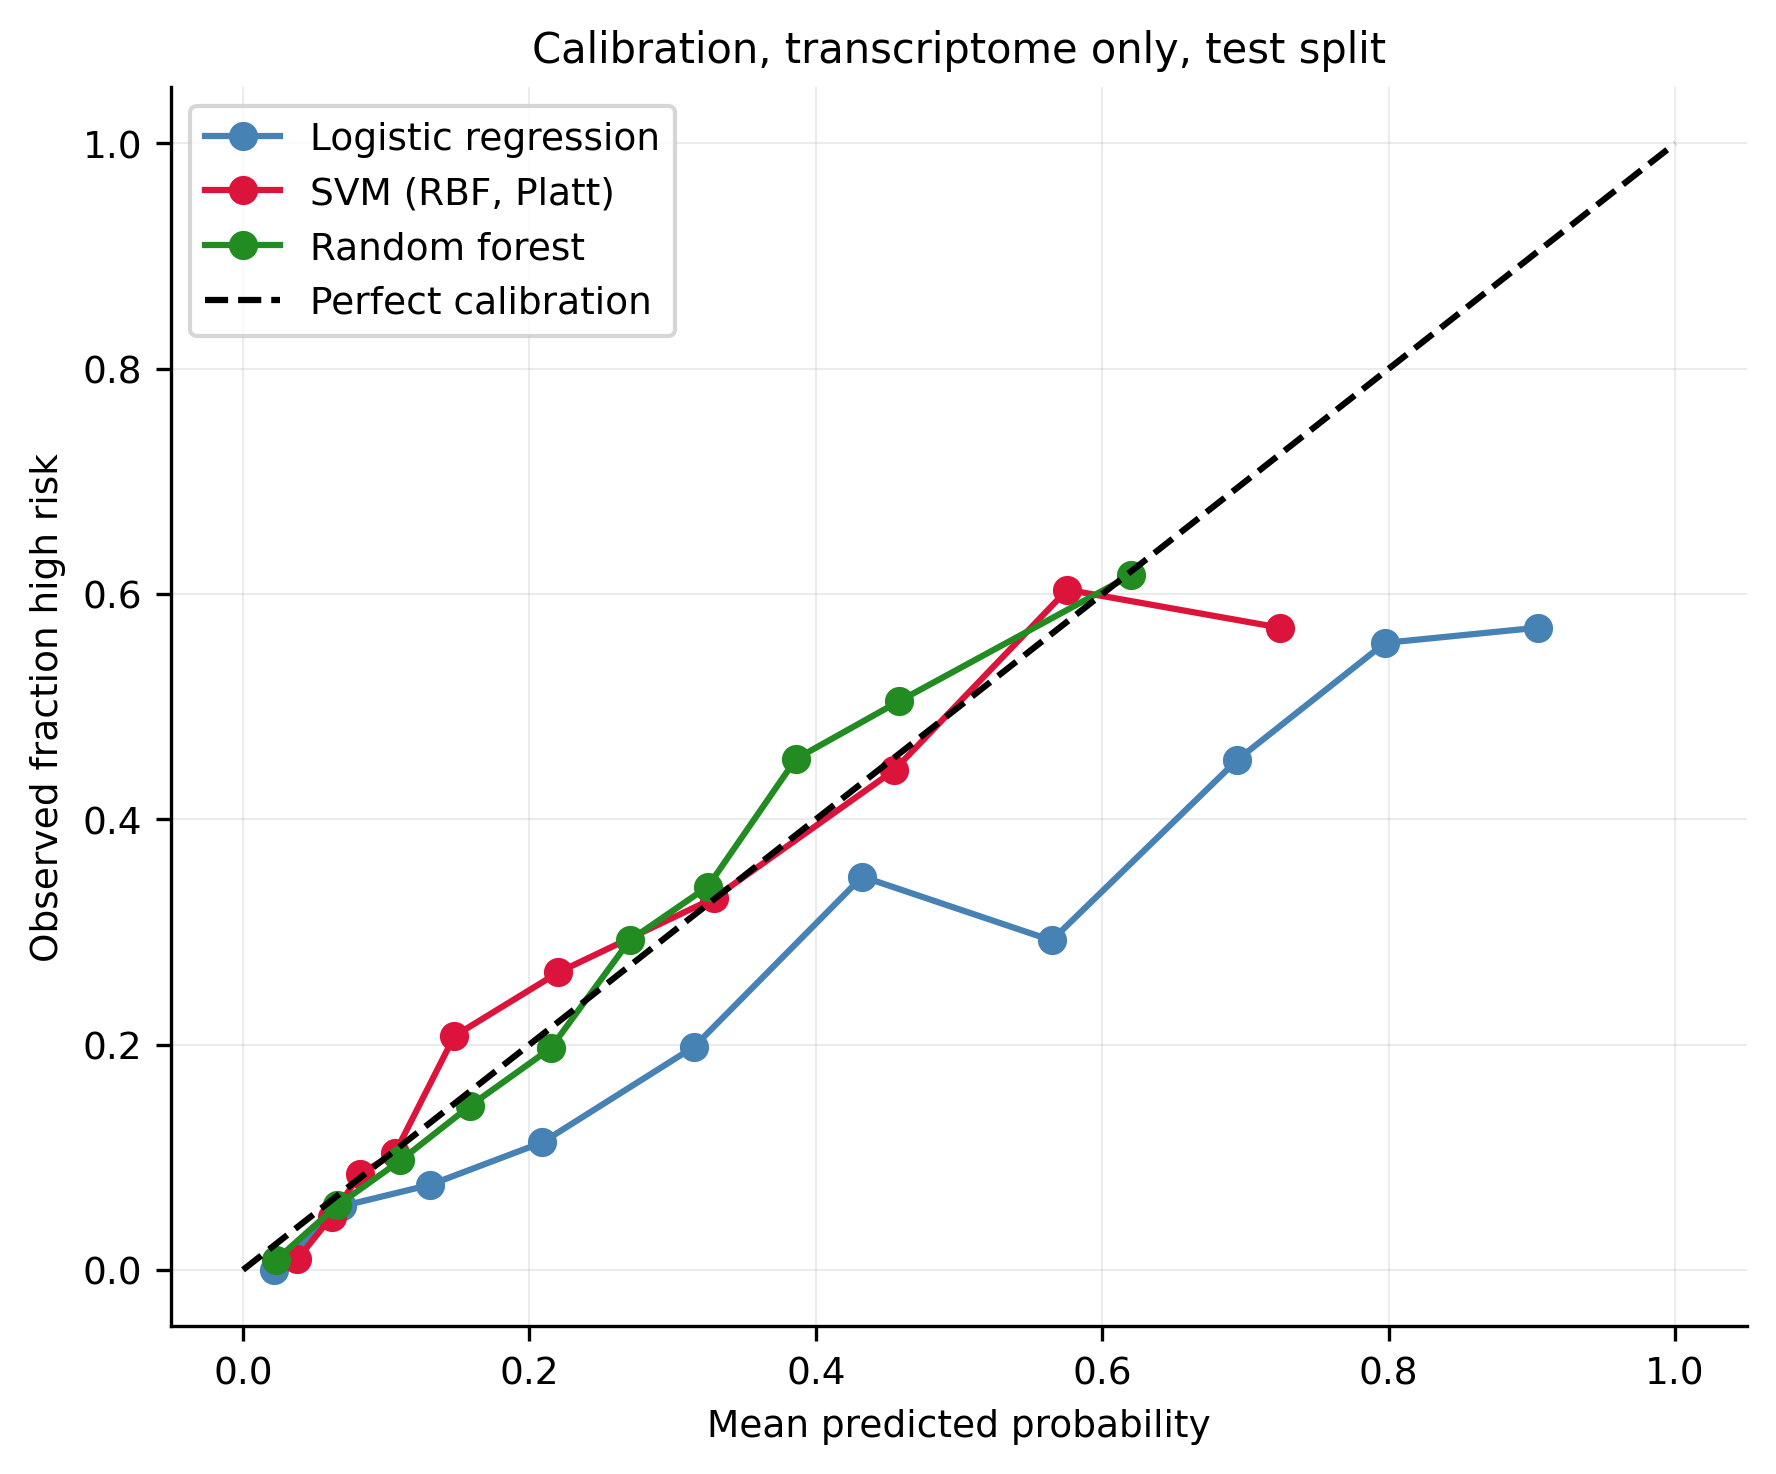 Calibration, transcriptome only, test split
Logistic regression
SVM (RBF, Platt)
Random forest
Perfect calibration
1.0
0.8
0.6
0.4
0.2
0.0
Observed fraction high risk
0.0 0.2 0.4 0.6 0.8 1.0
Mean predicted probability